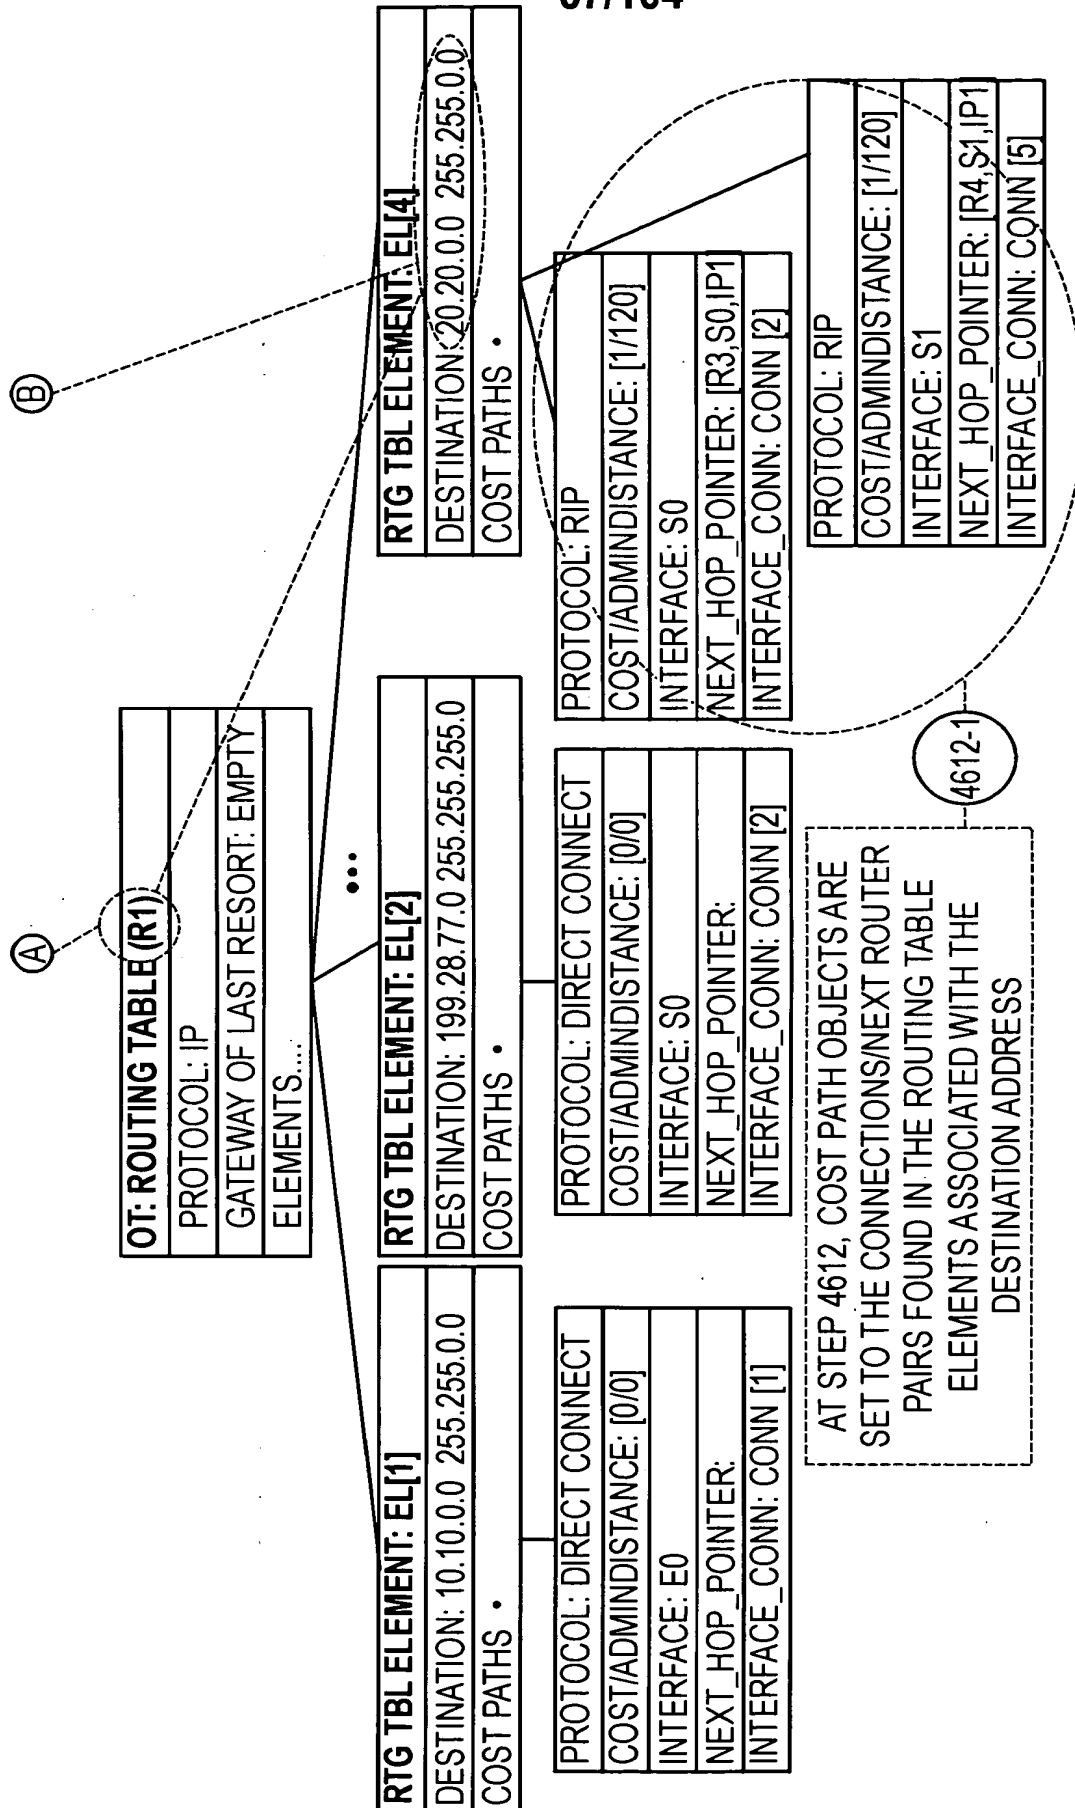 Ⓐ
Ⓑ
OT: ROUTING TABLE (R1)
PROTOCOL: IP
GATEWAY OF LAST RESORT: EMPTY
ELEMENTS....
RTG TBL ELEMENT: EL[1]
DESTINATION: 10.10.0.0 255.255.0.0
COST PATHS •
PROTOCOL: DIRECT CONNECT
COST/ADMINDISTANCE: [0/0]
INTERFACE: E0
NEXT_HOP_POINTER:
INTERFACE_CONN: CONN [1]
•••
RTG TBL ELEMENT: EL[2]
DESTINATION: 199.28.77.0 255.255.255.0
COST PATHS •
PROTOCOL: DIRECT CONNECT
COST/ADMINDISTANCE: [0/0]
INTERFACE: S0
NEXT_HOP_POINTER:
INTERFACE_CONN: CONN [2]
RTG TBL ELEMENT: EL[4]
DESTINATION: 20.20.0.0 255.255.0.0
COST PATHS •
PROTOCOL: RIP
COST/ADMINDISTANCE: [1/120]
INTERFACE: S0
NEXT_HOP_POINTER: [R3,S0,IP1
INTERFACE_CONN: CONN [2]
PROTOCOL: RIP
COST/ADMINDISTANCE: [1/120]
INTERFACE: S1
NEXT_HOP_POINTER: [R4,S1,IP1
INTERFACE_CONN: CONN [5]
AT STEP 4612, COST PATH OBJECTS ARE
SET TO THE CONNECTIONS/NEXT ROUTER
PAIRS FOUND IN THE ROUTING TABLE
ELEMENTS ASSOCIATED WITH THE
DESTINATION ADDRESS
4612-1